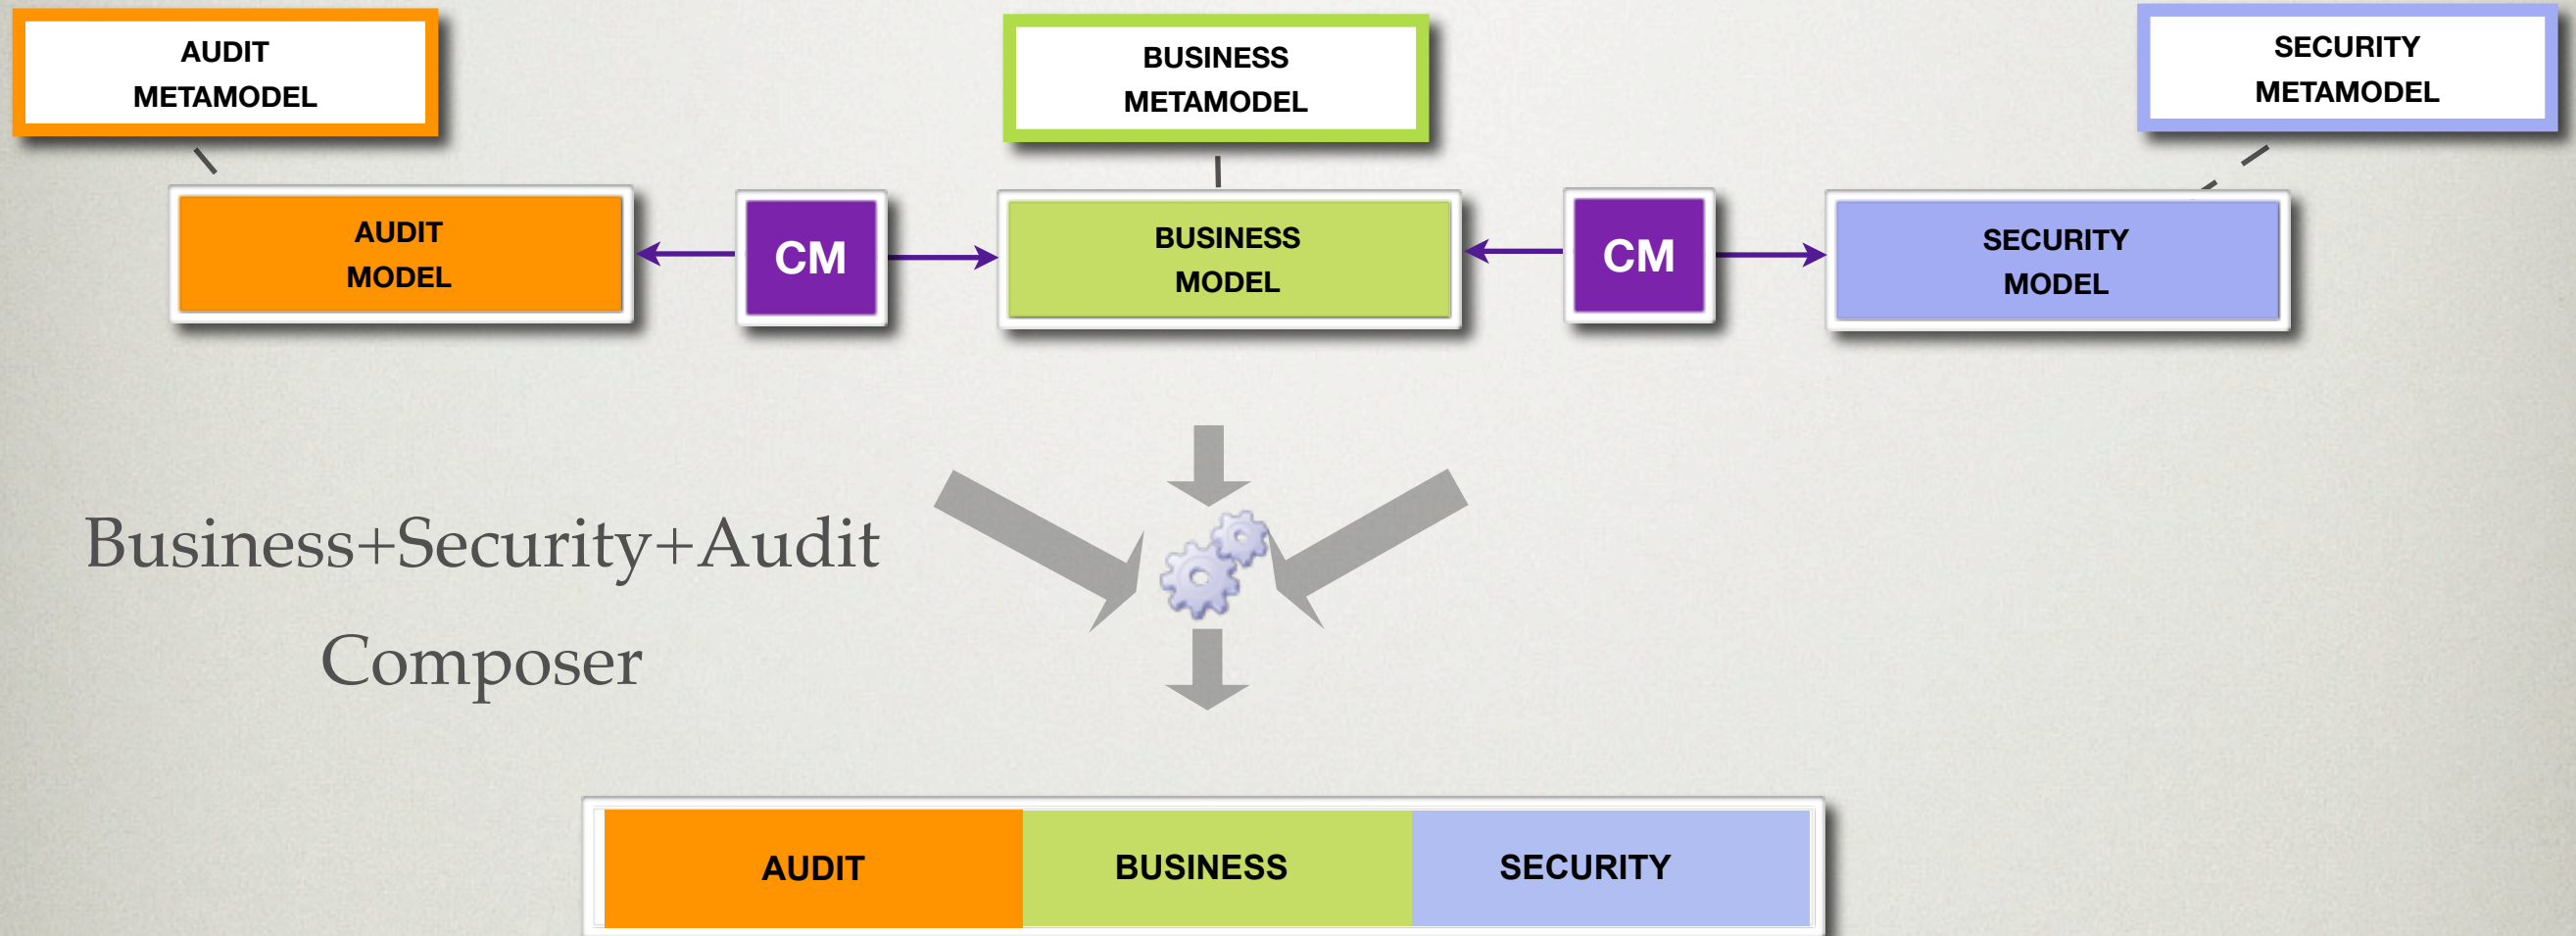 AUDIT
METAMODEL
BUSINESS
METAMODEL
SECURITY
METAMODEL
AUDIT
MODEL
CM
BUSINESS
MODEL
CM
SECURITY
MODEL
Business+Security+Audit
Composer
AUDIT
BUSINESS
SECURITY